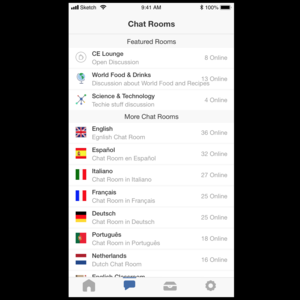 Sketch
9:41 AM
100%
Chat Rooms
Featured Rooms
CE Lounge
8 Online
Open Discussion
World Food & Drinks
13 Online
Discussion about World Food and Recipes
Science & Technology
4 Online
Techie stuff discussion
More Chat Rooms
English
36 Online
Egnlish Chat Room
Español
32 Online
Chat Room en Español
Italiano
27 Online
Chat Room in Italiano
Français
25 Online
Chat Room in Français
Deutsch
25 Online
Chat Room in Deutsch
Português
18 Online
Chat Room in Português
Netherlands
16 Online
Dutch Chat Room
English Classroom